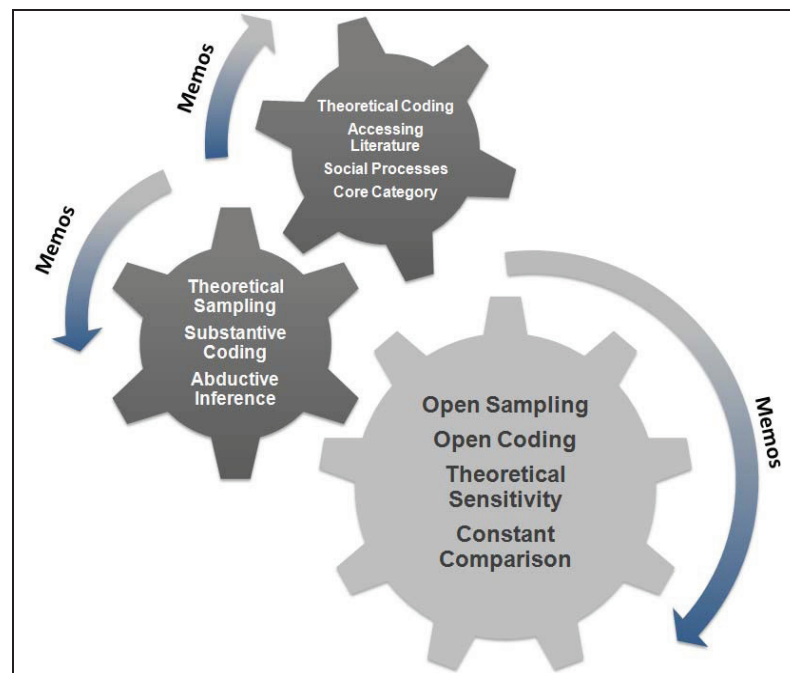 Memos
Theoretical Coding
Accessing
Literature
Social Processes
Core Category
Memos
Theoretical
Sampling
Substantive
Coding
Abductive
Inference
Open Sampling
Open Coding
Theoretical
Sensitivity
Constant
Comparison
Memos